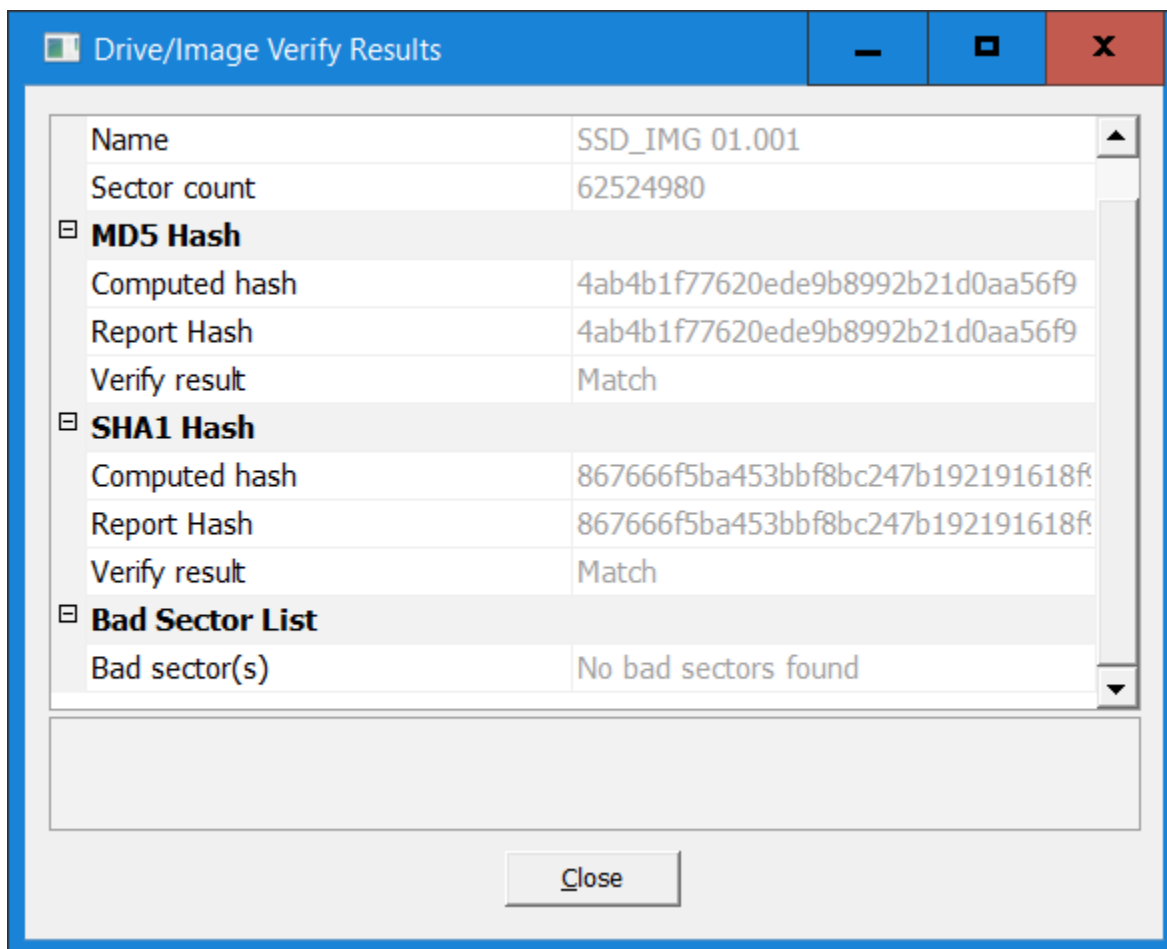 Drive/Image Verify Results
Name SSD_IMG 01.001
Sector count 62524980
MD5 Hash
Computed hash 4ab4b1f77620ede9b8992b21d0aa56f9
Report Hash 4ab4b1f77620ede9b8992b21d0aa56f9
Verify result Match
SHA1 Hash
Computed hash 867666f5ba453bbf8bc247b192191618f9
Report Hash 867666f5ba453bbf8bc247b192191618f9
Verify result Match
Bad Sector List
Bad sector(s) No bad sectors found
Close